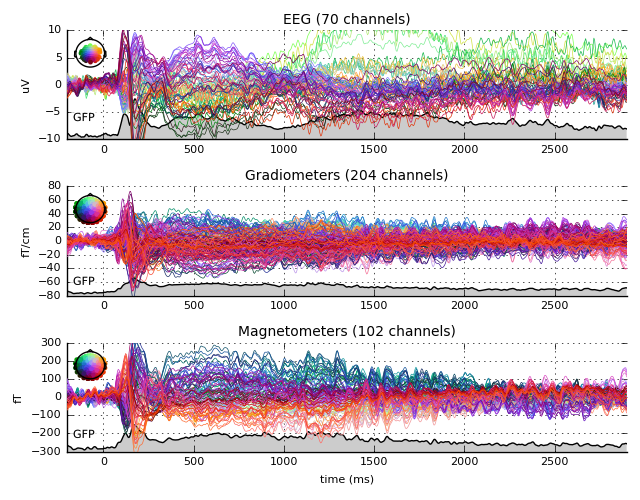 EEG (70 channels)
10
5
0
−5
−10
uV
GFP
0 500 1000 1500 2000 2500
Gradiometers (204 channels)
80
60
40
20
0
−20
−40
−60
−80
fT/cm
GFP
0 500 1000 1500 2000 2500
Magnetometers (102 channels)
300
200
100
0
−100
−200
−300
fT
GFP
0 500 1000 1500 2000 2500
time (ms)